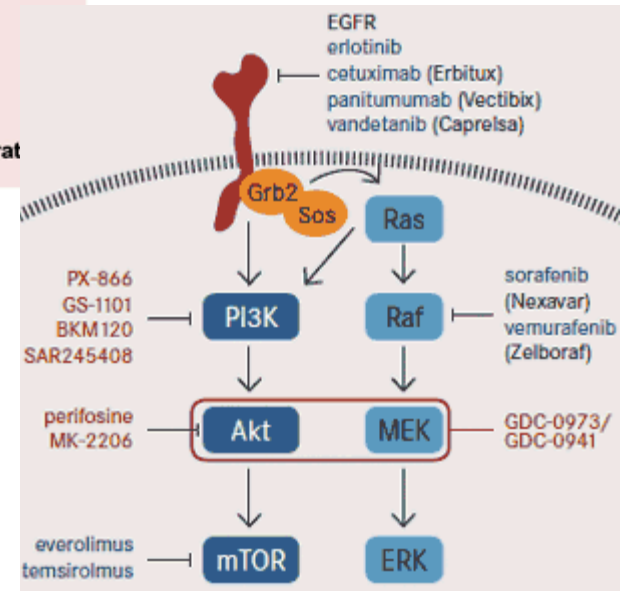 EGFR
erlotinib
cetuximab (Erbitux)
panitumumab (Vectibix)
vandetanib (Caprelsa)
Grb2
Sos
Ras
PX-866
GS-1101
BKM120
SAR245408
PI3K
Raf
sorafenib
(Nexavar)
vemurafenib
(Zelboraf)
perifosine
MK-2206
Akt
MEK
GDC-0973/
GDC-0941
everolimus
temsirolmus
mTOR
ERK